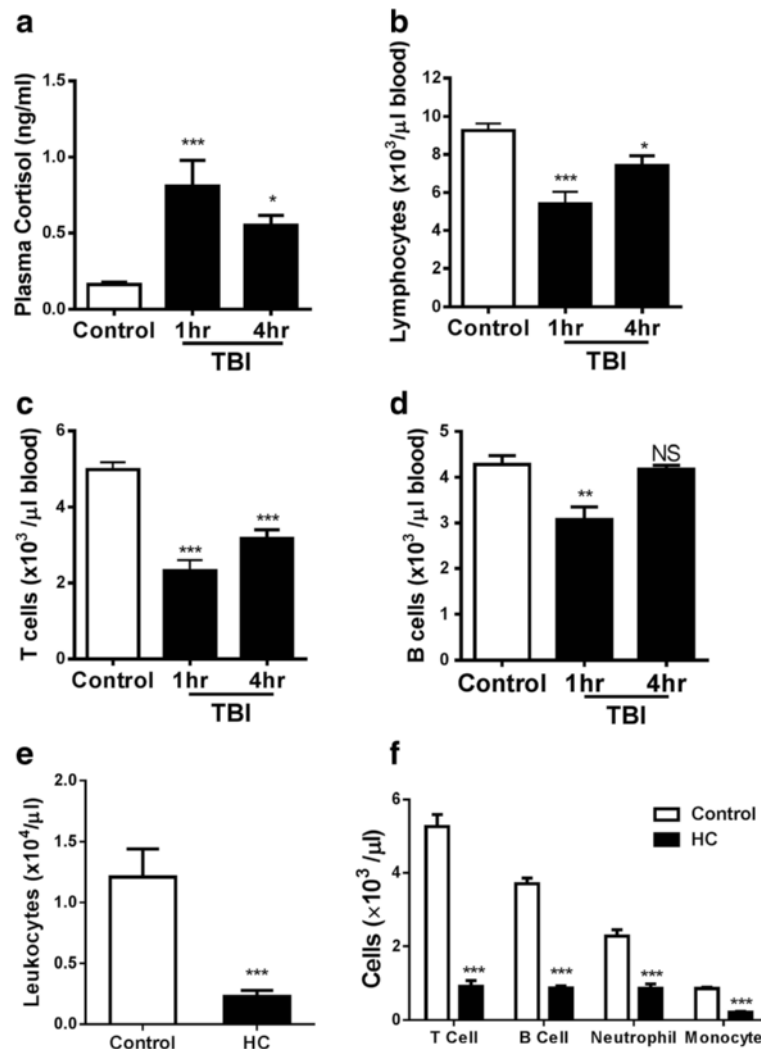 a
Plasma Cortisol (ng/ml)
1.5
1.0
0.5
0.0
***
*
Control
1hr
4hr
TBI
b
Lymphocytes (x10³/µl blood)
12
10
8
6
4
2
0
***
*
Control
1hr
4hr
TBI
c
T cells (x10³ /µl blood)
6
4
2
0
***
***
Control
1hr
4hr
TBI
d
B cells (x10³ /µl blood)
5
4
3
2
1
0
**
NS
Control
1hr
4hr
TBI
e
Leukocytes (x10⁴/µl)
2.0
1.5
1.0
0.5
0.0
***
Control
HC
f
Cells (×10³ /µl)
6
4
2
0
Control
HC
***
***
***
***
T Cell
B Cell
Neutrophil
Monocyte